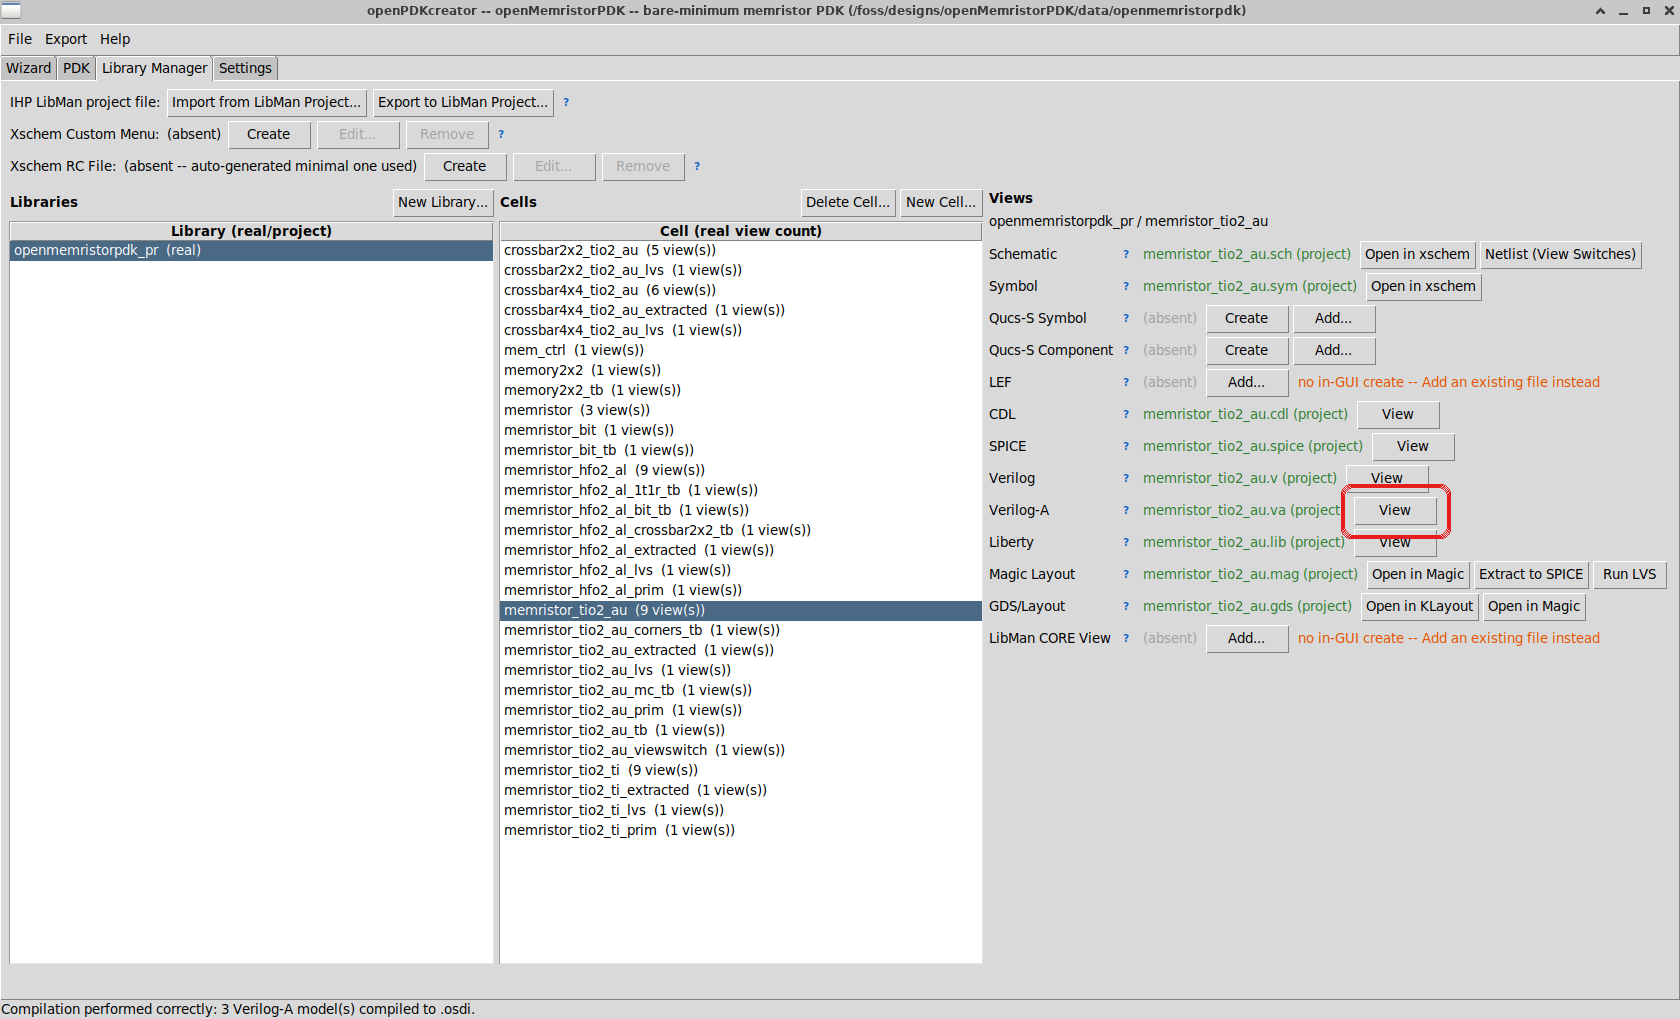 openPDKcreator -- openMemristorPDK -- bare-minimum memristor PDK (/foss/designs/openMemristorPDK/data/openmemristorpdk)
File Export Help
Wizard PDK Library Manager Settings
IHP LibMan project file: Import from LibMan Project... Export to LibMan Project... ?
Xschem Custom Menu: (absent) Create Edit... Remove ?
Xschem RC File: (absent -- auto-generated minimal one used) Create Edit... Remove ?
Libraries New Library...
Library (real/project)
openmemristorpdk_pr (real)
Cells Delete Cell... New Cell...
Cell (real view count)
crossbar2x2_tio2_au (5 view(s))
crossbar2x2_tio2_au_lvs (1 view(s))
crossbar4x4_tio2_au (6 view(s))
crossbar4x4_tio2_au_extracted (1 view(s))
crossbar4x4_tio2_au_lvs (1 view(s))
mem_ctrl (1 view(s))
memory2x2 (1 view(s))
memory2x2_tb (1 view(s))
memristor (3 view(s))
memristor_bit (1 view(s))
memristor_bit_tb (1 view(s))
memristor_hfo2_al (9 view(s))
memristor_hfo2_al_1t1r_tb (1 view(s))
memristor_hfo2_al_bit_tb (1 view(s))
memristor_hfo2_al_crossbar2x2_tb (1 view(s))
memristor_hfo2_al_extracted (1 view(s))
memristor_hfo2_al_lvs (1 view(s))
memristor_hfo2_al_prim (1 view(s))
memristor_tio2_au (9 view(s))
memristor_tio2_au_corners_tb (1 view(s))
memristor_tio2_au_extracted (1 view(s))
memristor_tio2_au_lvs (1 view(s))
memristor_tio2_au_mc_tb (1 view(s))
memristor_tio2_au_prim (1 view(s))
memristor_tio2_au_tb (1 view(s))
memristor_tio2_au_viewswitch (1 view(s))
memristor_tio2_ti (9 view(s))
memristor_tio2_ti_extracted (1 view(s))
memristor_tio2_ti_lvs (1 view(s))
memristor_tio2_ti_prim (1 view(s))
Views
openmemristorpdk_pr / memristor_tio2_au
Schematic ? memristor_tio2_au.sch (project) Open in xschem Netlist (View Switches)
Symbol ? memristor_tio2_au.sym (project) Open in xschem
Qucs-S Symbol ? (absent) Create Add...
Qucs-S Component ? (absent) Create Add...
LEF ? (absent) Add... no in-GUI create -- Add an existing file instead
CDL ? memristor_tio2_au.cdl (project) View
SPICE ? memristor_tio2_au.spice (project) View
Verilog ? memristor_tio2_au.v (project) View
Verilog-A ? memristor_tio2_au.va (project View
Liberty ? memristor_tio2_au.lib (project) View
Magic Layout ? memristor_tio2_au.mag (project) Open in Magic Extract to SPICE Run LVS
GDS/Layout ? memristor_tio2_au.gds (project) Open in KLayout Open in Magic
LibMan CORE View ? (absent) Add... no in-GUI create -- Add an existing file instead
Compilation performed correctly: 3 Verilog-A model(s) compiled to .osdi.